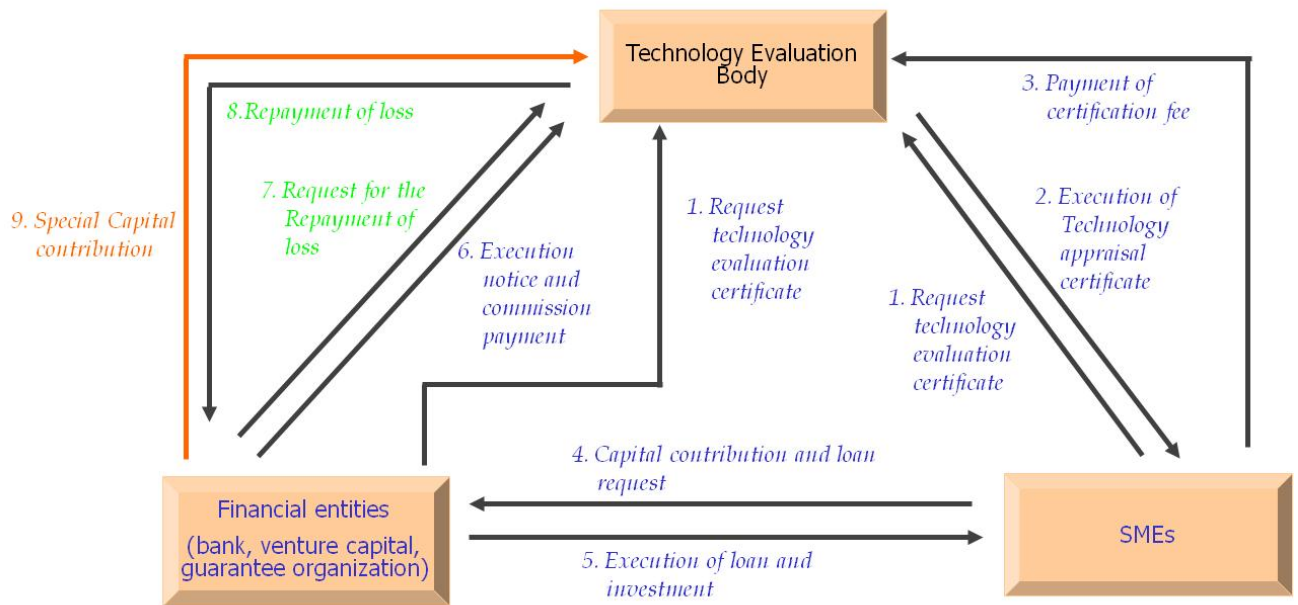 Technology Evaluation
Body
8.Repayment of loss
3. Payment of
certification fee
7. Request for the
Repayment of
loss
9. Special Capital
contribution
1. Request
technology
evaluation
certificate
2. Execution of
Technology
appraisal
certificate
6. Execution
notice and
commission
payment
1. Request
technology
evaluation
certificate
4. Capital contribution and loan
request
Financial entities
(bank, venture capital,
guarantee organization)
SMEs
5. Execution of loan and
investment